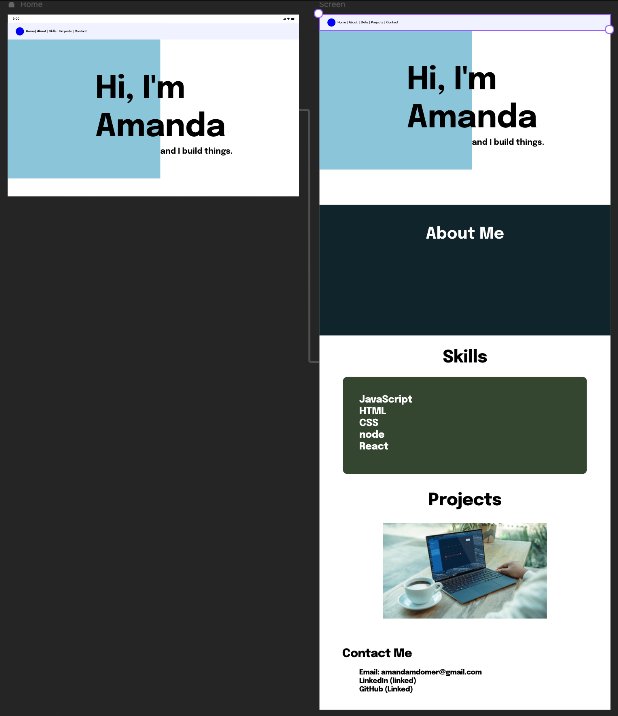 Home
Screen
9:00
Home | About | Skills | Projects | Contact
Home | About | Skills | Projects | Contact
Hi, I'm
Amanda
and I build things.
Hi, I'm
Amanda
and I build things.
About Me
Skills
JavaScript
HTML
CSS
node
React
Projects
Contact Me
Email: amandamdomer@gmail.com
LinkedIn (linked)
GitHub (Linked)